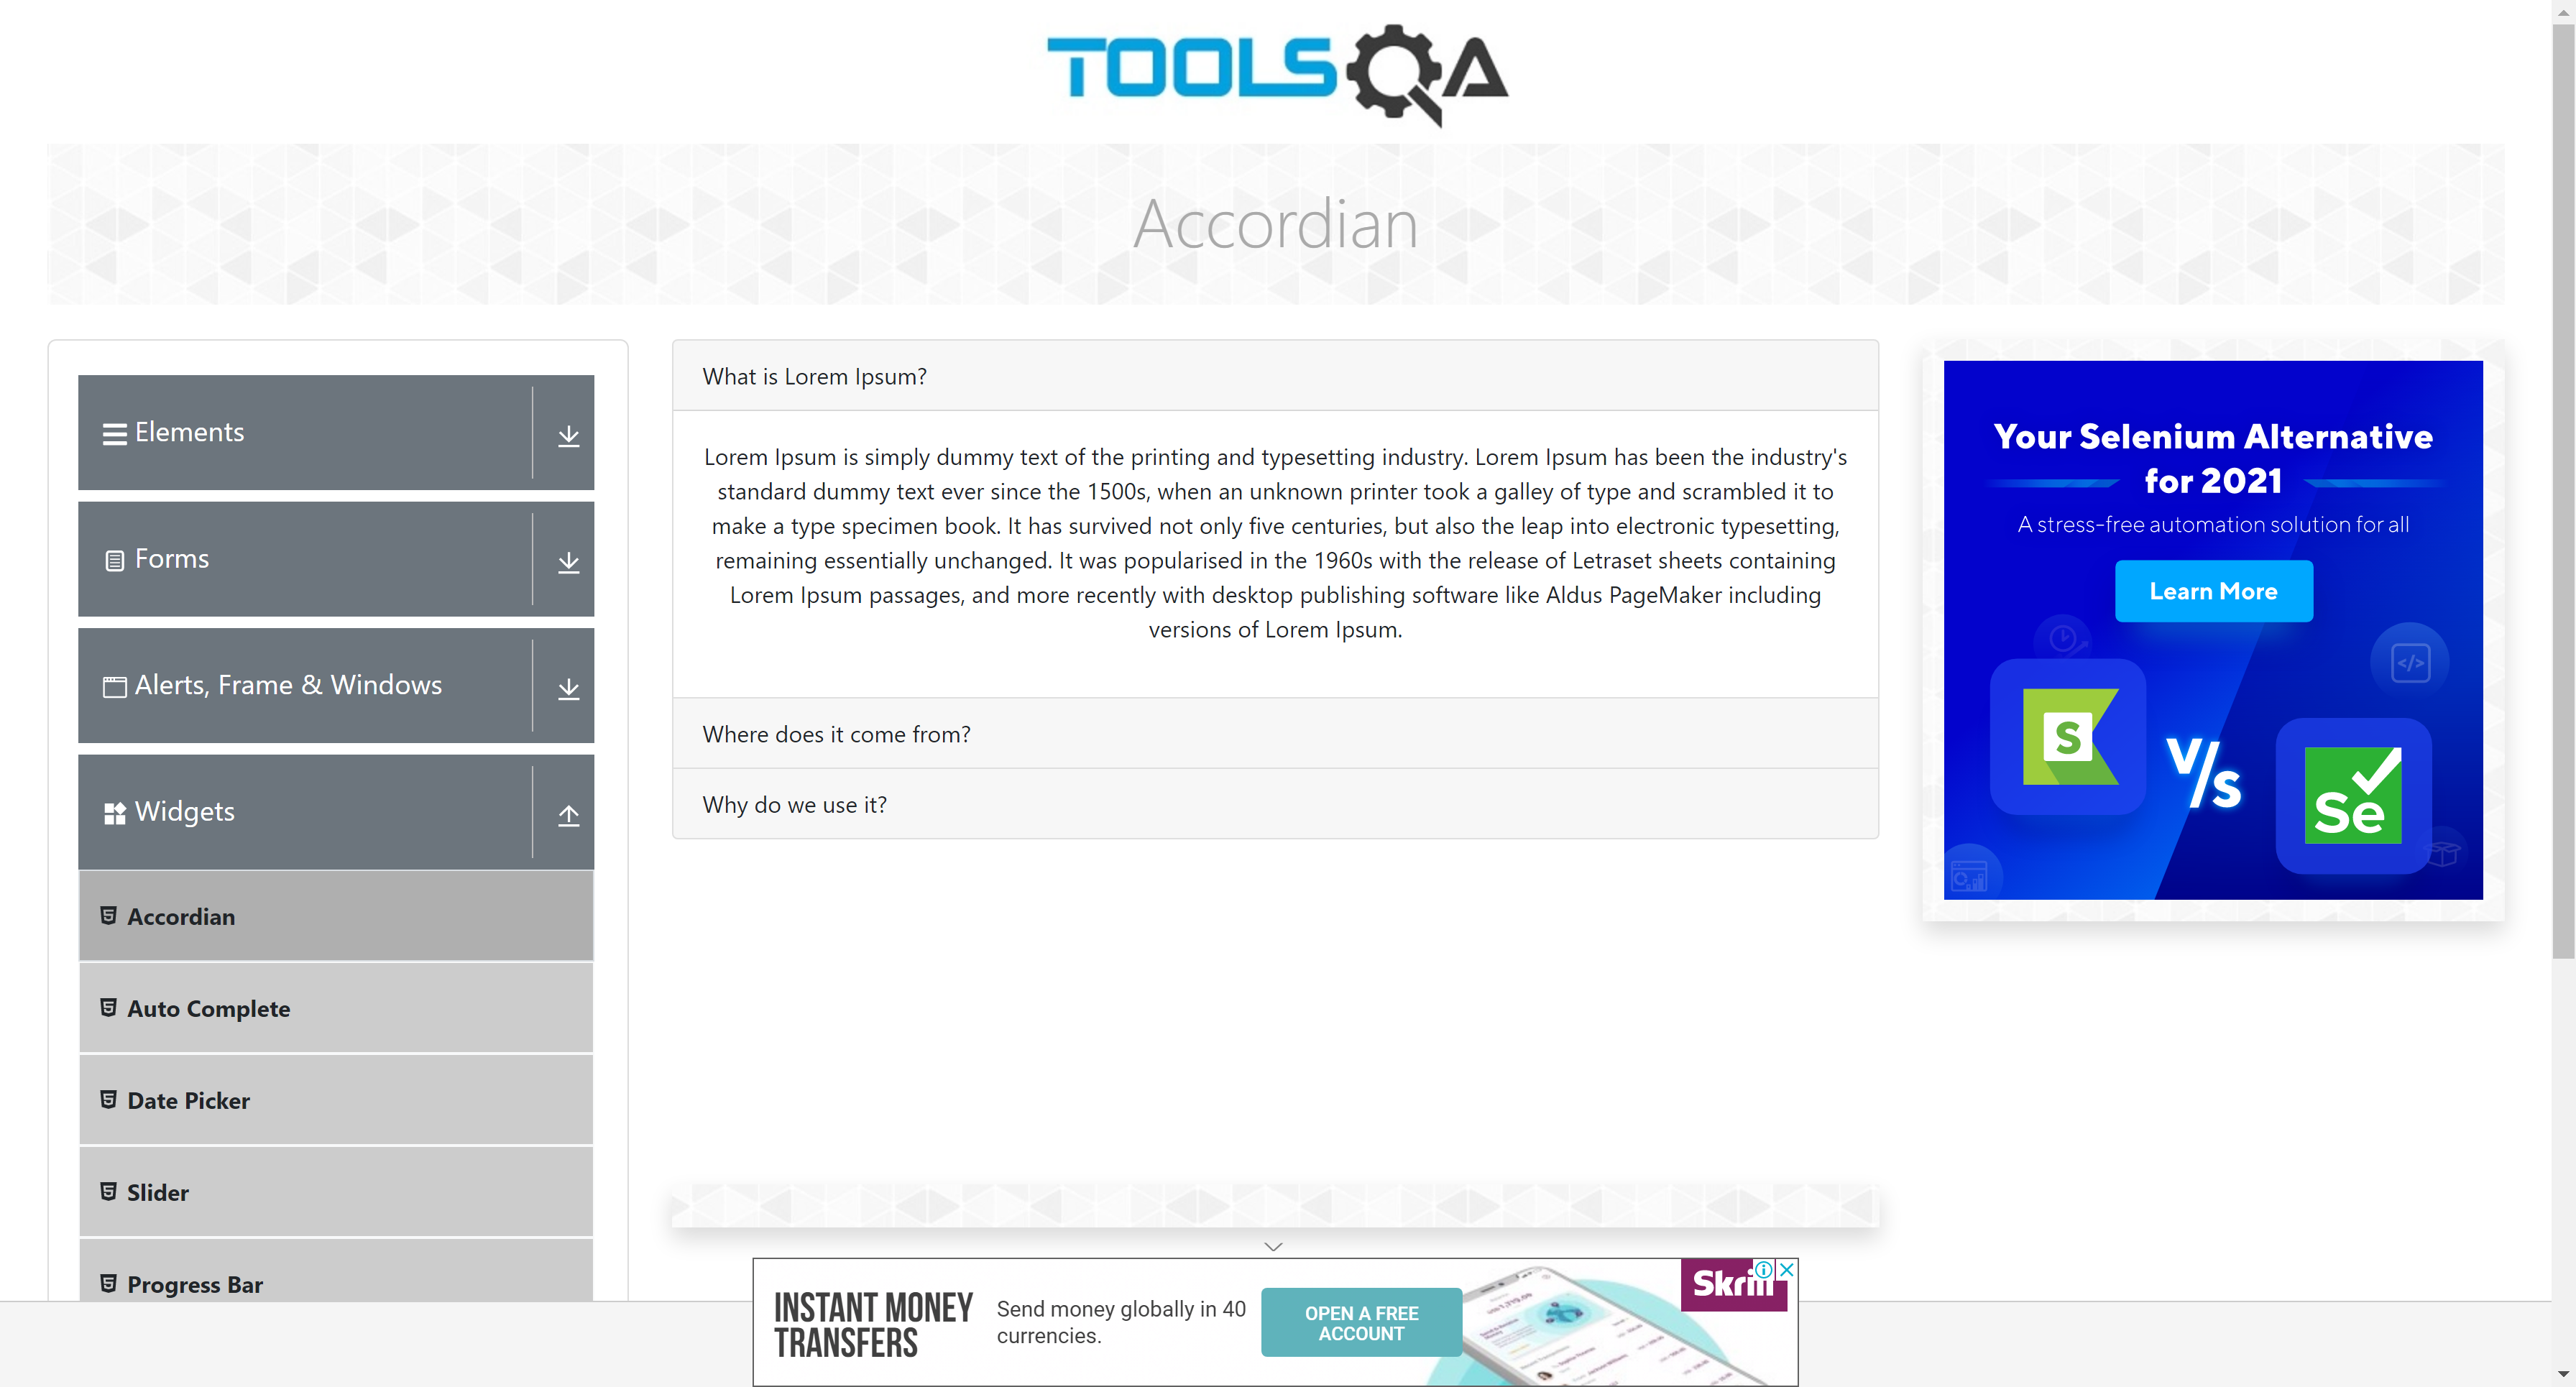 TOOLSQA
Accordian
Elements
Forms
Alerts, Frame & Windows
Widgets
Accordian
Auto Complete
Date Picker
Slider
Progress Bar
What is Lorem Ipsum?
Lorem Ipsum is simply dummy text of the printing and typesetting industry. Lorem Ipsum has been the industry's
standard dummy text ever since the 1500s, when an unknown printer took a galley of type and scrambled it to
make a type specimen book. It has survived not only five centuries, but also the leap into electronic typesetting,
remaining essentially unchanged. It was popularised in the 1960s with the release of Letraset sheets containing
Lorem Ipsum passages, and more recently with desktop publishing software like Aldus PageMaker including
versions of Lorem Ipsum.
Where does it come from?
Why do we use it?
Your Selenium Alternative
for 2021
A stress-free automation solution for all
Learn More
S
V/s
Se
INSTANT MONEY
TRANSFERS
Send money globally in 40
currencies.
OPEN A FREE
ACCOUNT
Skrill